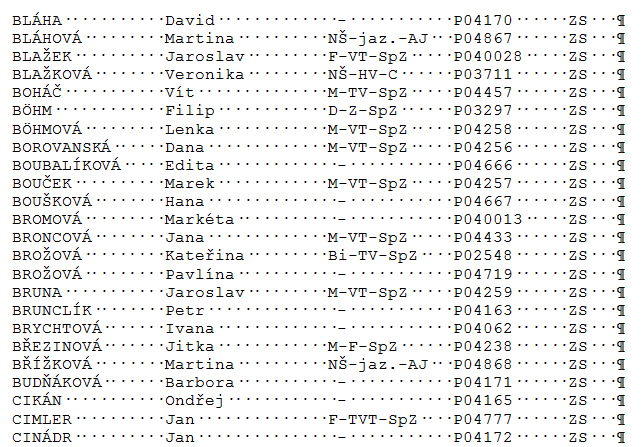 BLÁHA David - P04170 ZS ¶
BLÁHOVÁ Martina NŠ-jaz.-AJ P04867 ZS ¶
BLAŽEK Jaroslav F-VT-SpZ P040028 ZS ¶
BLAŽKOVÁ Veronika NŠ-HV-C P03711 ZS ¶
BOHÁČ Vít M-TV-SpZ P04457 ZS ¶
BÖHM Filip D-Z-SpZ P03297 ZS ¶
BÖHMOVÁ Lenka M-VT-SpZ P04258 ZS ¶
BOROVANSKÁ Dana M-VT-SpZ P04256 ZS ¶
BOUBALÍKOVÁ Edita - P04666 ZS ¶
BOUČEK Marek M-VT-SpZ P04257 ZS ¶
BOUŠKOVÁ Hana - P04667 ZS ¶
BROMOVÁ Markéta - P040013 ZS ¶
BRONCOVÁ Jana M-VT-SpZ P04433 ZS ¶
BROŽOVÁ Kateřina Bi-TV-SpZ P02548 ZS ¶
BROŽOVÁ Pavlína - P04719 ZS ¶
BRUNA Jaroslav M-VT-SpZ P04259 ZS ¶
BRUNCLÍK Petr - P04163 ZS ¶
BRYCHTOVÁ Ivana - P04062 ZS ¶
BŘEZINOVÁ Jitka M-F-SpZ P04238 ZS ¶
BŘÍŽKOVÁ Martina NŠ-jaz.-AJ P04868 ZS ¶
BUDŇÁKOVÁ Barbora - P04171 ZS ¶
CIKÁN Ondřej - P04165 ZS ¶
CIMLER Jan F-TVT-SpZ P04777 ZS ¶
CINÁDR Jan - P04172 ZS ¶